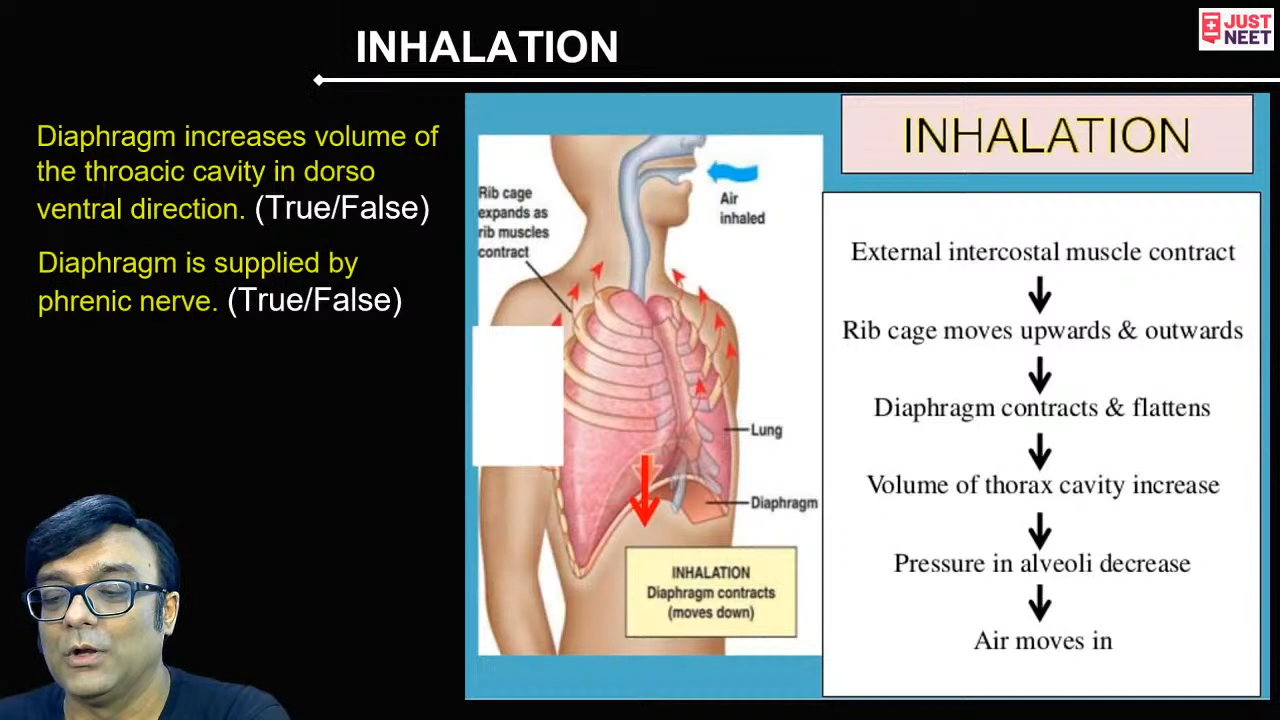 INHALATION
JUST
NEET
Diaphragm increases volume of
the throacic cavity in dorso
ventral direction. (True/False)
Diaphragm is supplied by
phrenic nerve. (True/False)
Rib cage
expands as
rib muscles
contract
Air
inhaled
Lung
Diaphragm
INHALATION
Diaphragm contracts
(moves down)
INHALATION
External intercostal muscle contract
Rib cage moves upwards & outwards
Diaphragm contracts & flattens
Volume of thorax cavity increase
Pressure in alveoli decrease
Air moves in